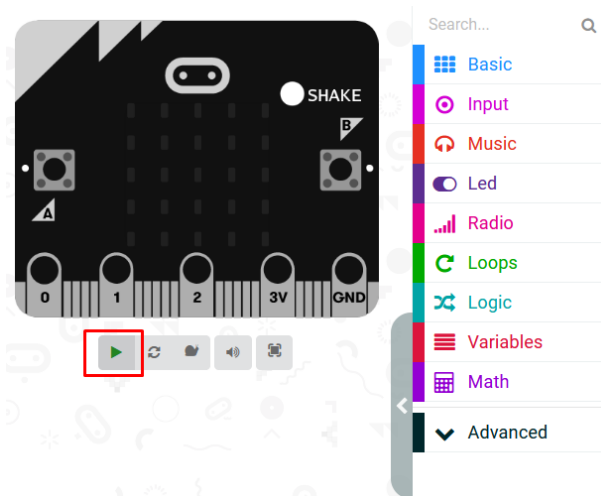 SHAKE
B
A
0 1 2 3V GND
Search...
Basic
Input
Music
Led
Radio
Loops
Logic
Variables
Math
Advanced